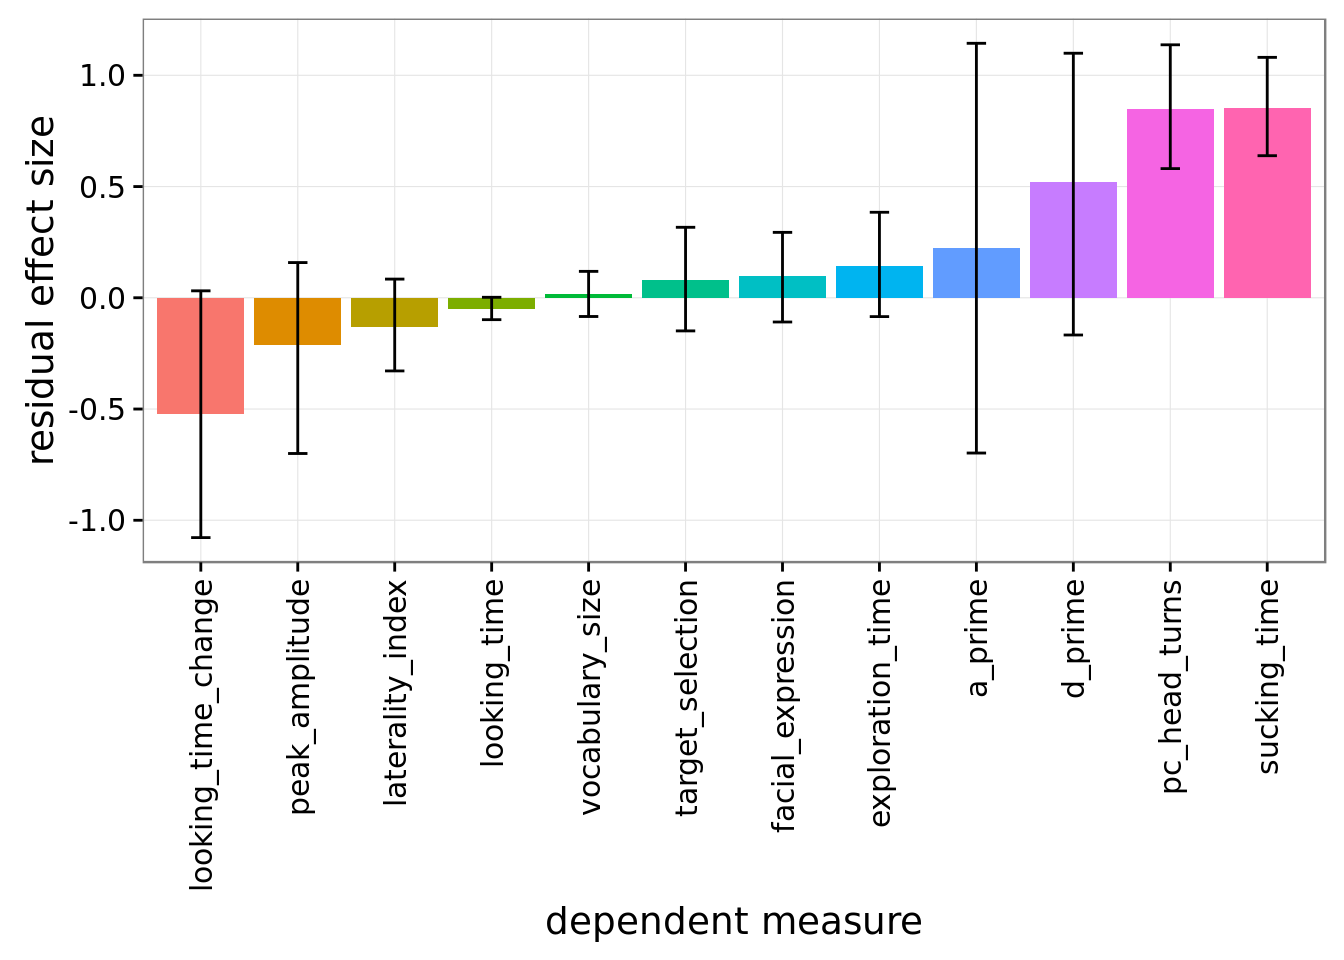 residual effect size
1.0
0.5
0.0
-0.5
-1.0
looking_time_change
peak_amplitude
laterality_index
looking_time
vocabulary_size
target_selection
facial_expression
exploration_time
a_prime
d_prime
pc_head_turns
sucking_time
dependent measure